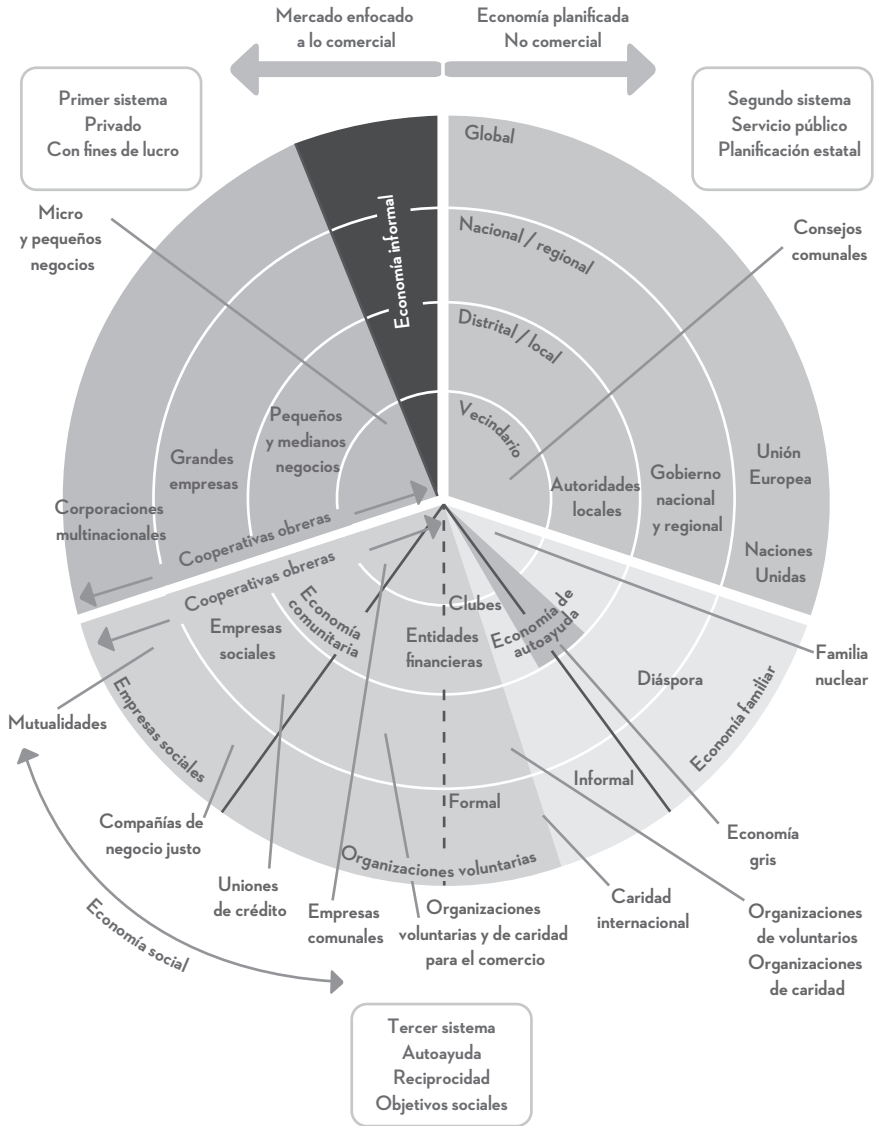 Mercado enfocado
a lo comercial
Economía planificada
No comercial
Primer sistema
Privado
Con fines de lucro
Segundo sistema
Servicio público
Planificación estatal
Micro
y pequeños
negocios
Consejos
comunales
Economía informal
Global
Nacional / regional
Distrital / local
Vecindario
Pequeños
y medianos
negocios
Grandes
empresas
Corporaciones
multinacionales
Autoridades
locales
Gobierno
nacional
y regional
Unión
Europea
Naciones
Unidas
Cooperativas obreras
Cooperativas obreras
Economía
comunitaria
Empresas
sociales
Empresas sociales
Clubes
Entidades
financieras
Economía de
autoayuda
Diáspora
Economía familiar
Familia
nuclear
Informal
Formal
Organizaciones voluntarias
Mutualidades
Compañías de
negocio justo
Uniones
de crédito
Empresas
comunales
Organizaciones
voluntarias y de caridad
para el comercio
Caridad
internacional
Economía
gris
Organizaciones
de voluntarios
Organizaciones
de caridad
Economía social
Tercer sistema
Autoayuda
Reciprocidad
Objetivos sociales